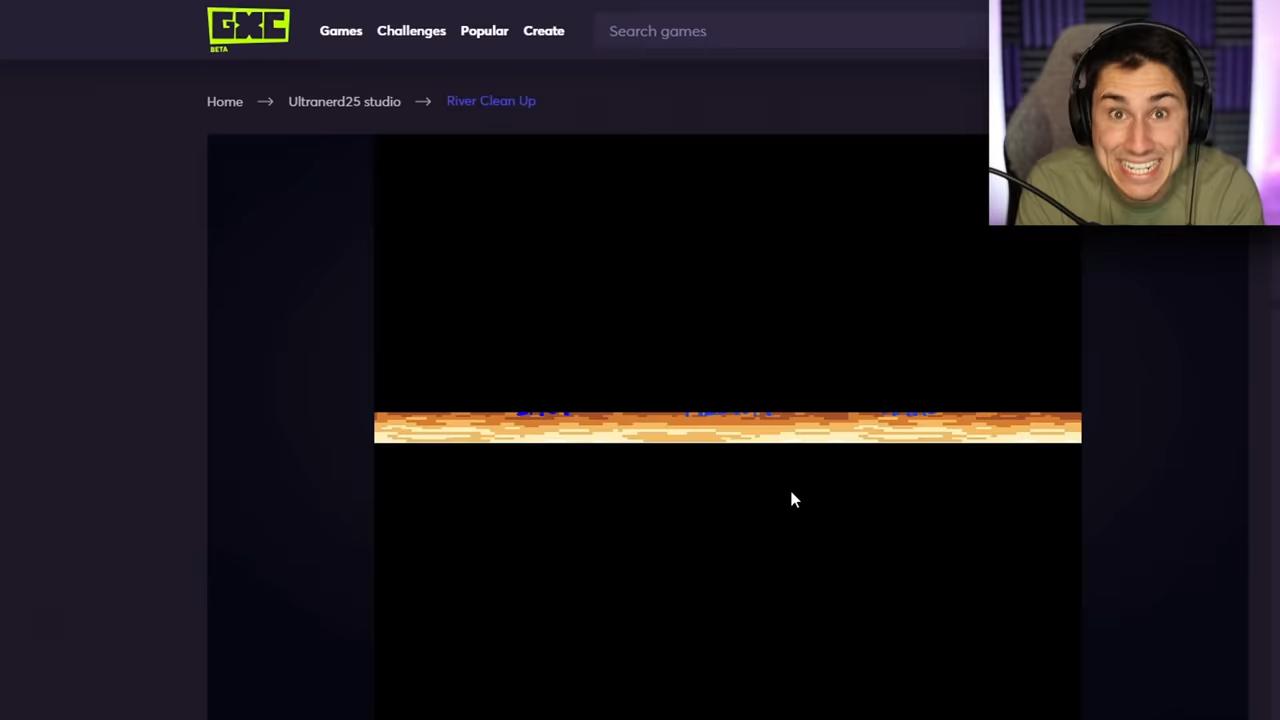 GXC
BETA
Games Challenges Popular Create Search games
Home → Ultranerd25 studio → River Clean Up